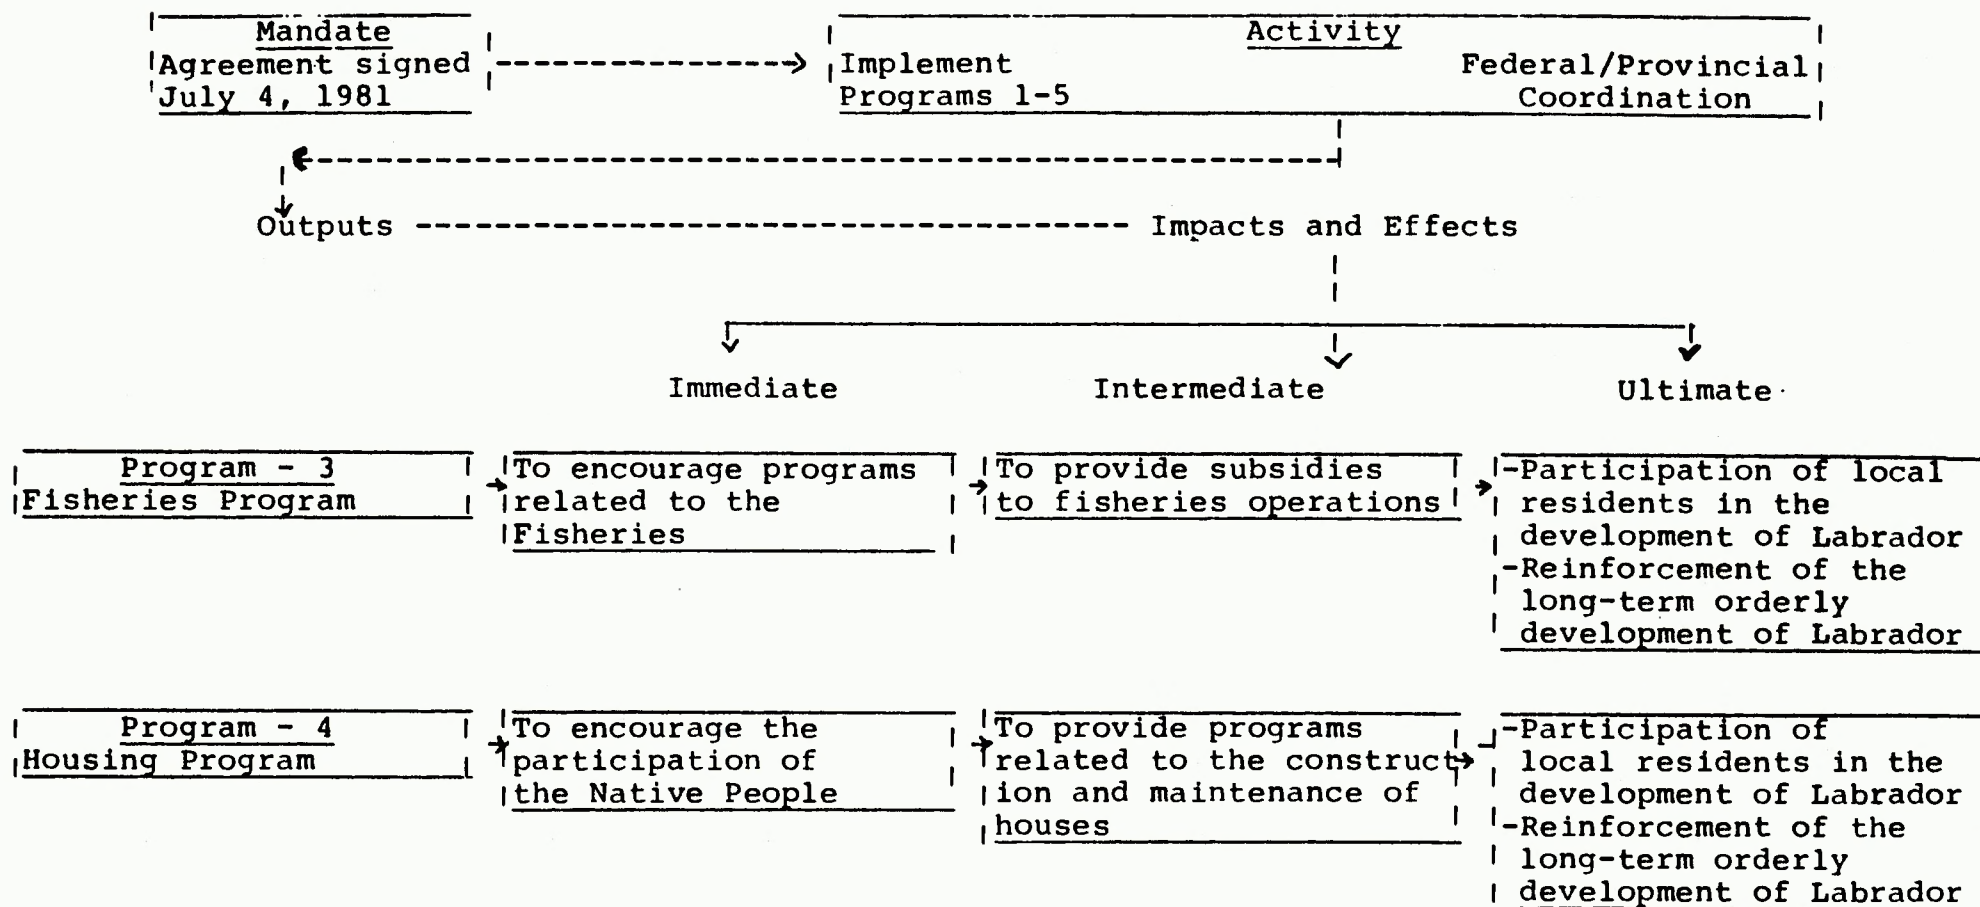 Mandate
Agreement signed
July 4, 1981
Activity
Implement
Programs 1-5
Federal/Provincial
Coordination
Outputs
Impacts and Effects
Immediate
Intermediate
Ultimate
Program - 3
Fisheries Program
To encourage programs
related to the
Fisheries
To provide subsidies
to fisheries operations
-Participation of local
residents in the
development of Labrador
-Reinforcement of the
long-term orderly
development of Labrador
Program - 4
Housing Program
To encourage the
participation of
the Native People
To provide programs
related to the construct
ion and maintenance of
houses
-Participation of
local residents in the
development of Labrador
-Reinforcement of the
long-term orderly
development of Labrador